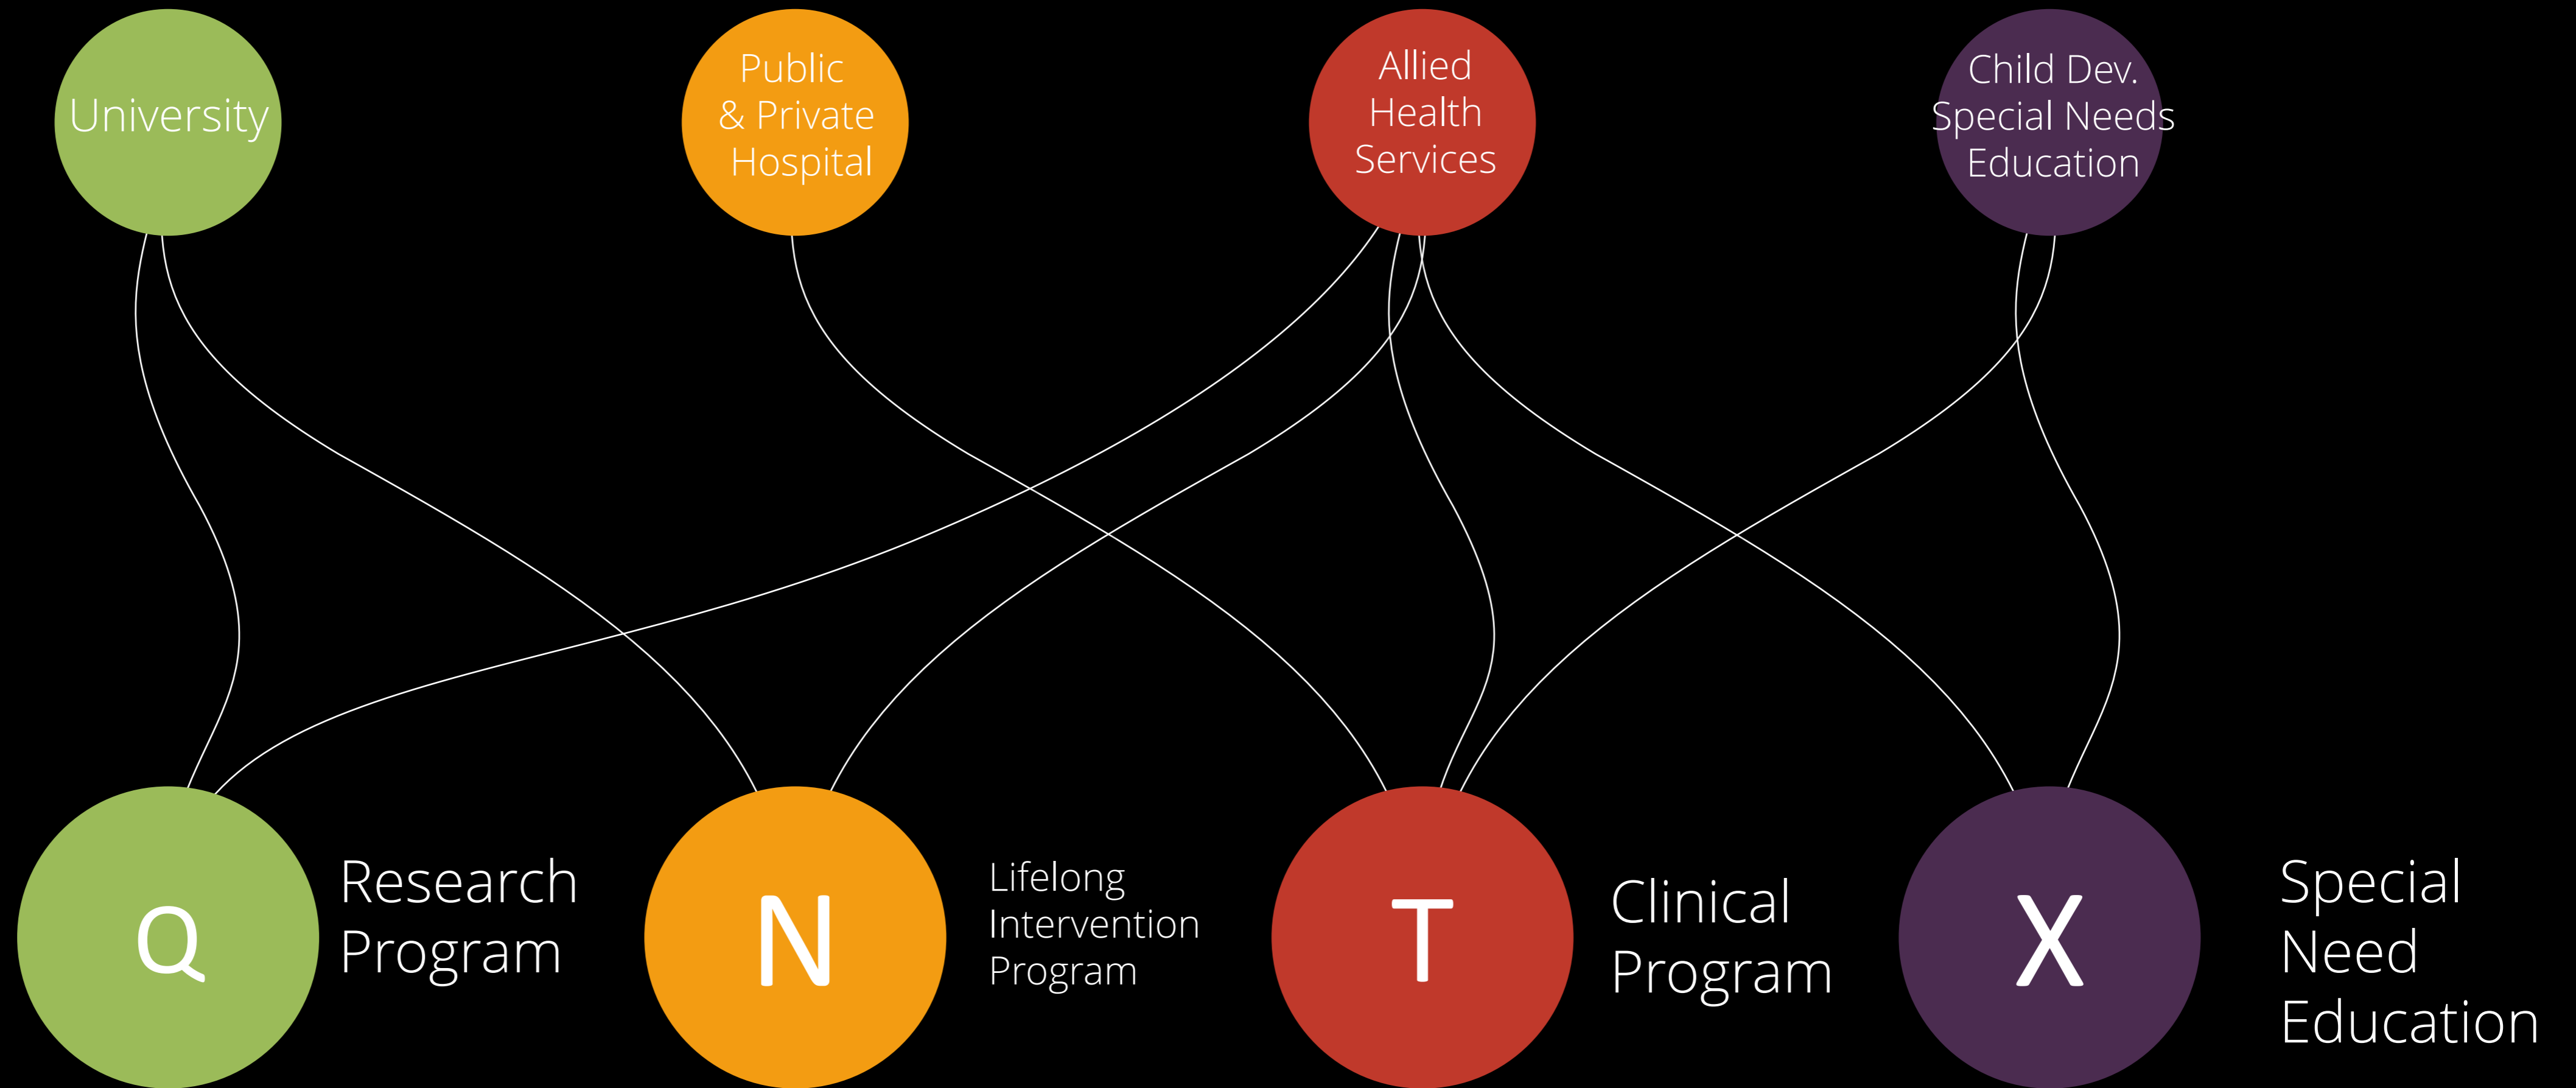 University
Public
& Private
Hospital
Allied
Health
Services
Child Dev.
Special Needs
Education
Q
Research
Program
N
Lifelong
Intervention
Program
T
Clinical
Program
X
Special
Need
Education